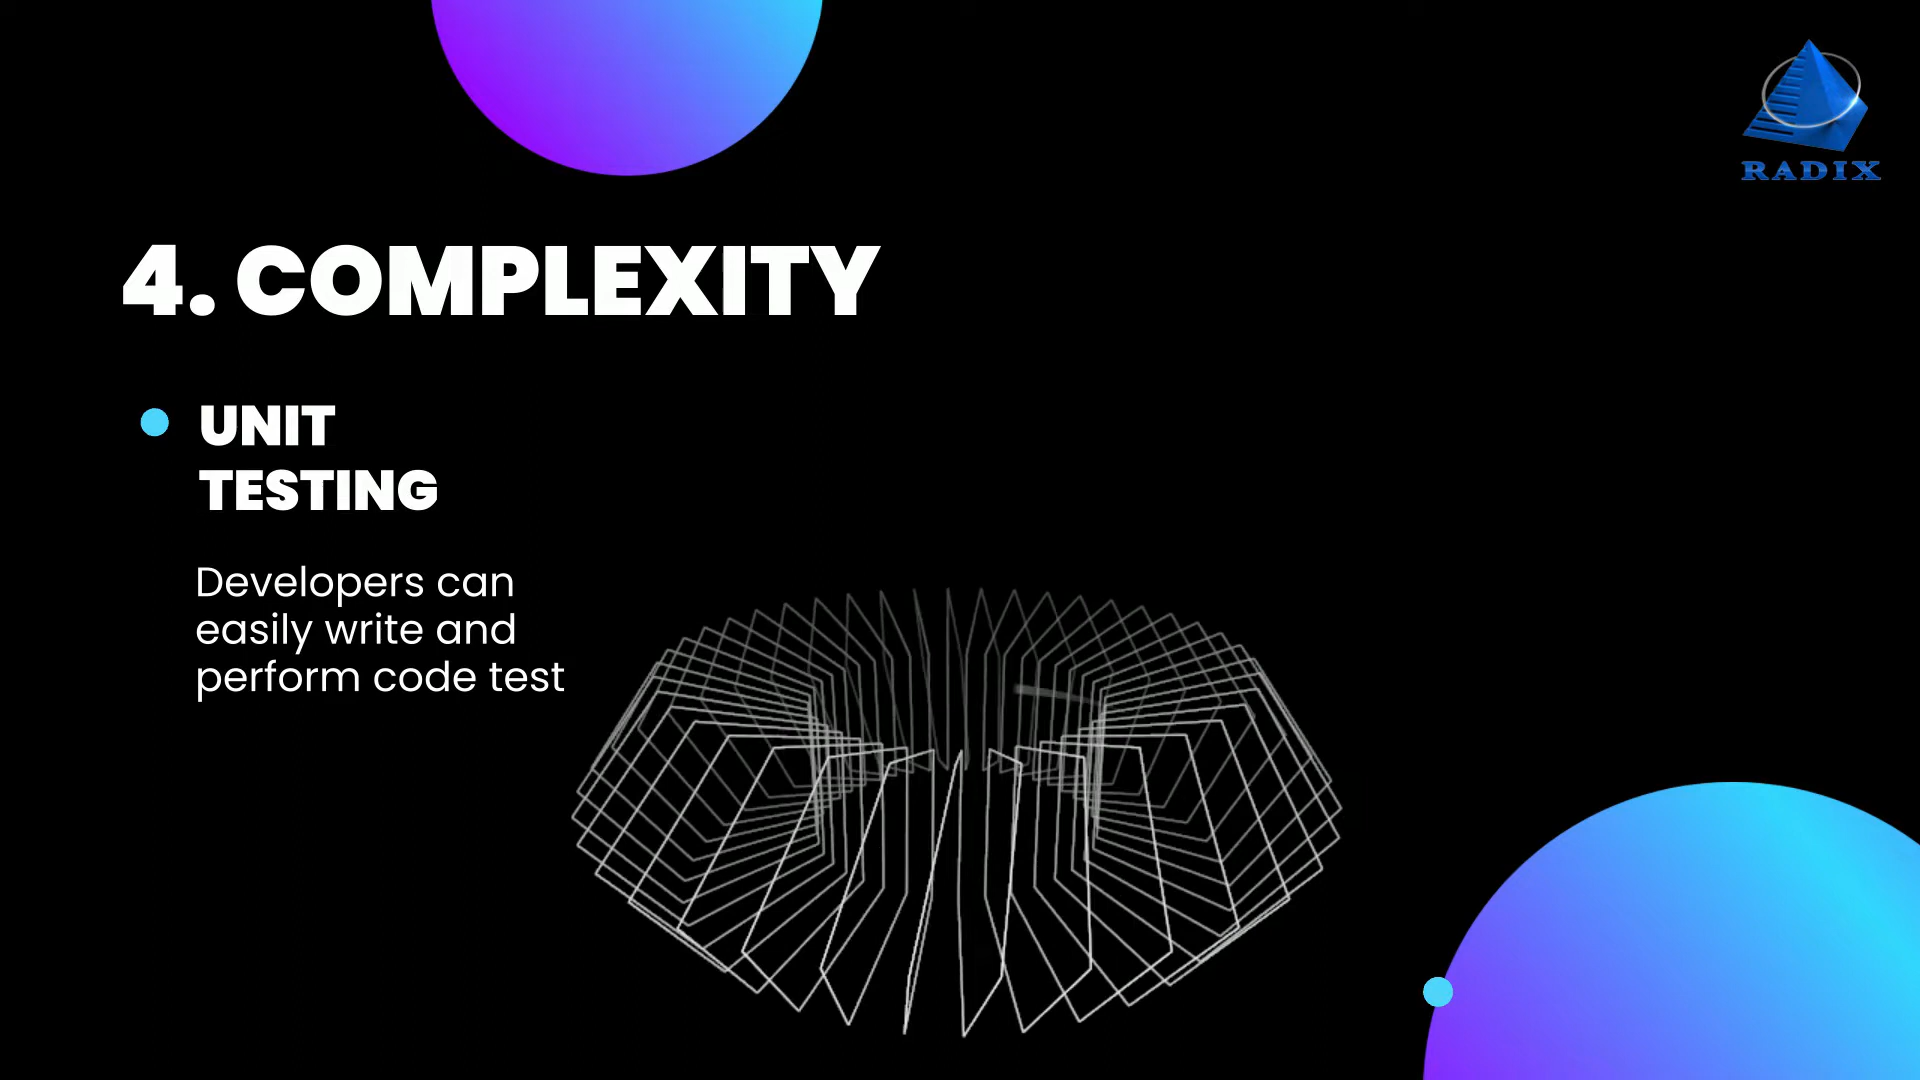 RADIX
4. COMPLEXITY
UNIT
TESTING
Developers can
easily write and
perform code test